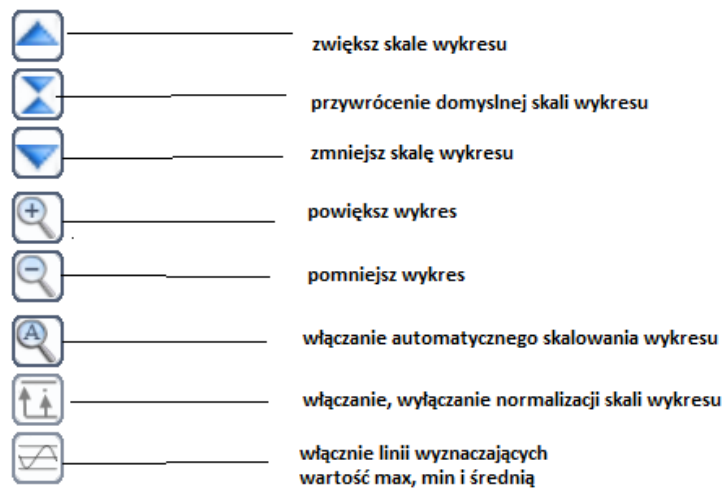 zwiększ skale wykresu
przywrócenie domyslnej skali wykresu
zmniejsz skalę wykresu
powiększ wykres
pomniejsz wykres
A
włączanie automatycznego skalowania wykresu
włączanie, wyłączanie normalizacji skali wykresu
włącznie linii wyznaczających
wartość max, min i średnią